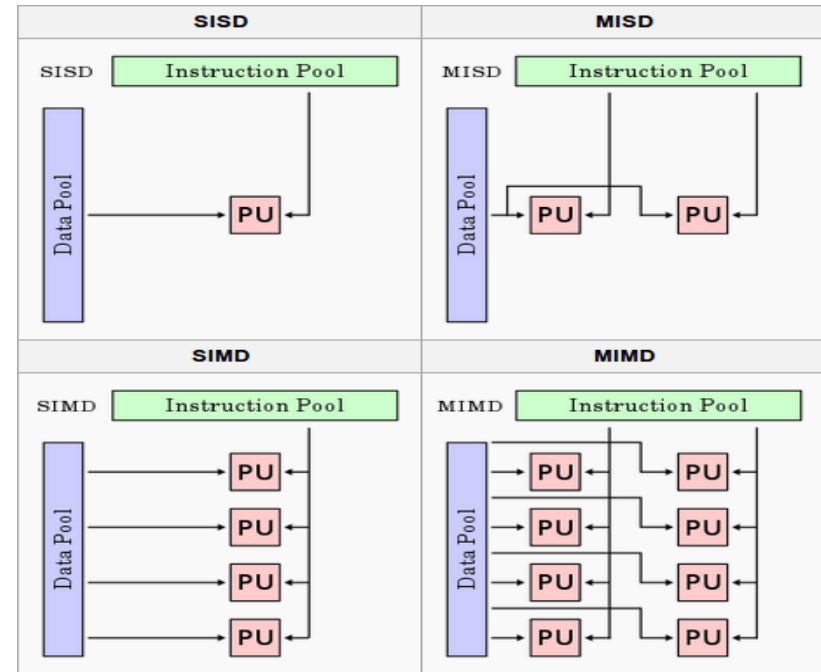 SISD
MISD
SISD
Instruction Pool
MISD
Instruction Pool
Data Pool
PU
Data Pool
PU
PU
SIMD
MIMD
SIMD
Instruction Pool
MIMD
Instruction Pool
Data Pool
PU
PU
PU
PU
Data Pool
PU
PU
PU
PU
PU
PU
PU
PU